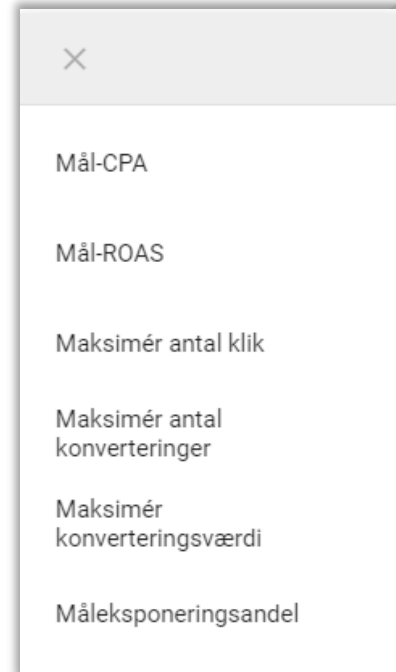 Mål-CPA
Mål-ROAS
Maksimér antal klik
Maksimér antal
konverteringer
Maksimér
konverteringsværdi
Måleksponeringsandel